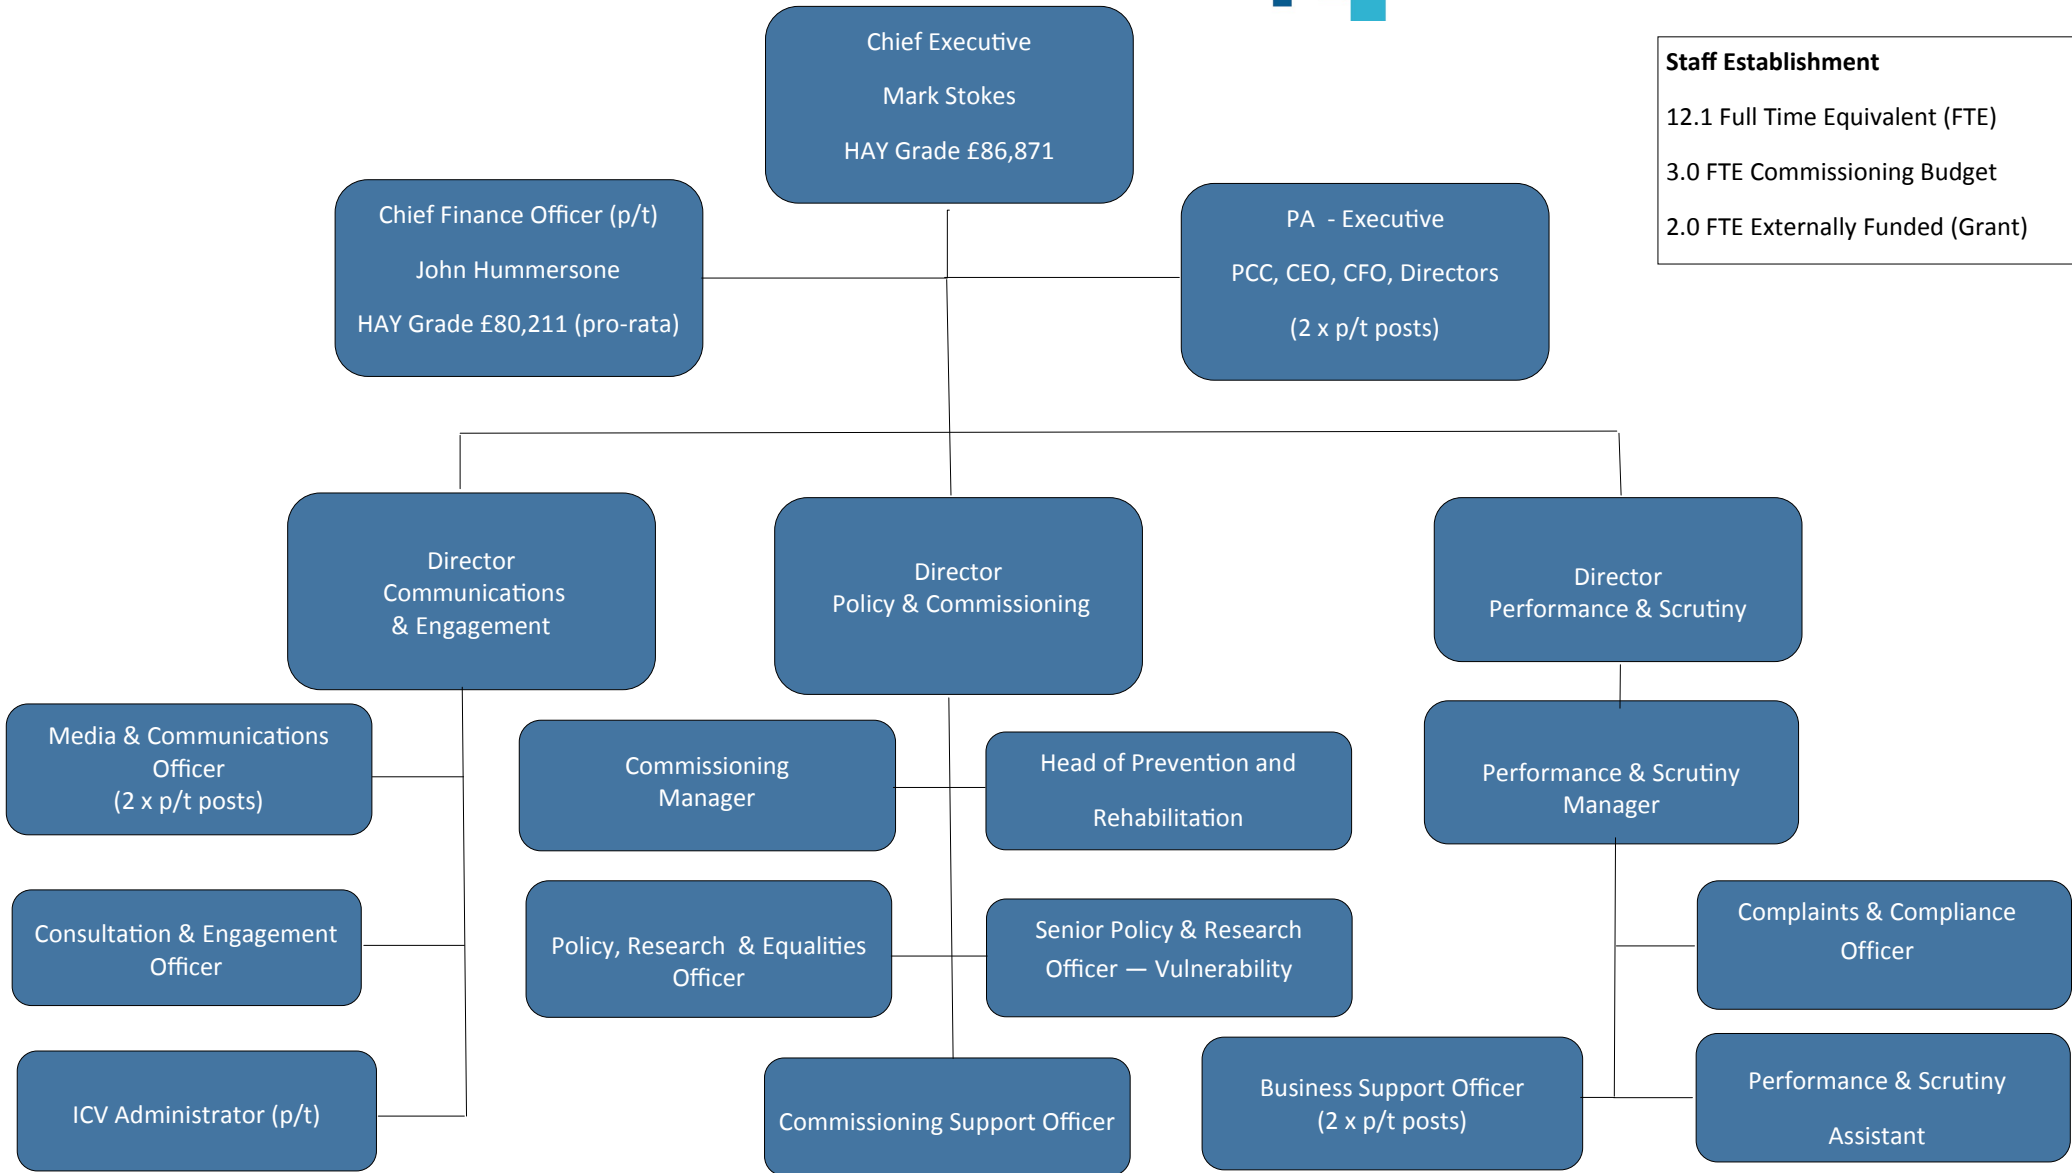 Chief Executive
Mark Stokes
HAY Grade £86,871
Staff Establishment
12.1 Full Time Equivalent (FTE)
3.0 FTE Commissioning Budget
2.0 FTE Externally Funded (Grant)
Chief Finance Officer (p/t)
John Hummersone
HAY Grade £80,211 (pro-rata)
PA - Executive
PCC, CEO, CFO, Directors
(2 x p/t posts)
Director
Communications
& Engagement
Director
Policy & Commissioning
Director
Performance & Scrutiny
Media & Communications
Officer
(2 x p/t posts)
Commissioning
Manager
Head of Prevention and
Rehabilitation
Performance & Scrutiny
Manager
Consultation & Engagement
Officer
Policy, Research & Equalities
Officer
Senior Policy & Research
Officer — Vulnerability
Complaints & Compliance
Officer
ICV Administrator (p/t)
Commissioning Support Officer
Business Support Officer
(2 x p/t posts)
Performance & Scrutiny
Assistant